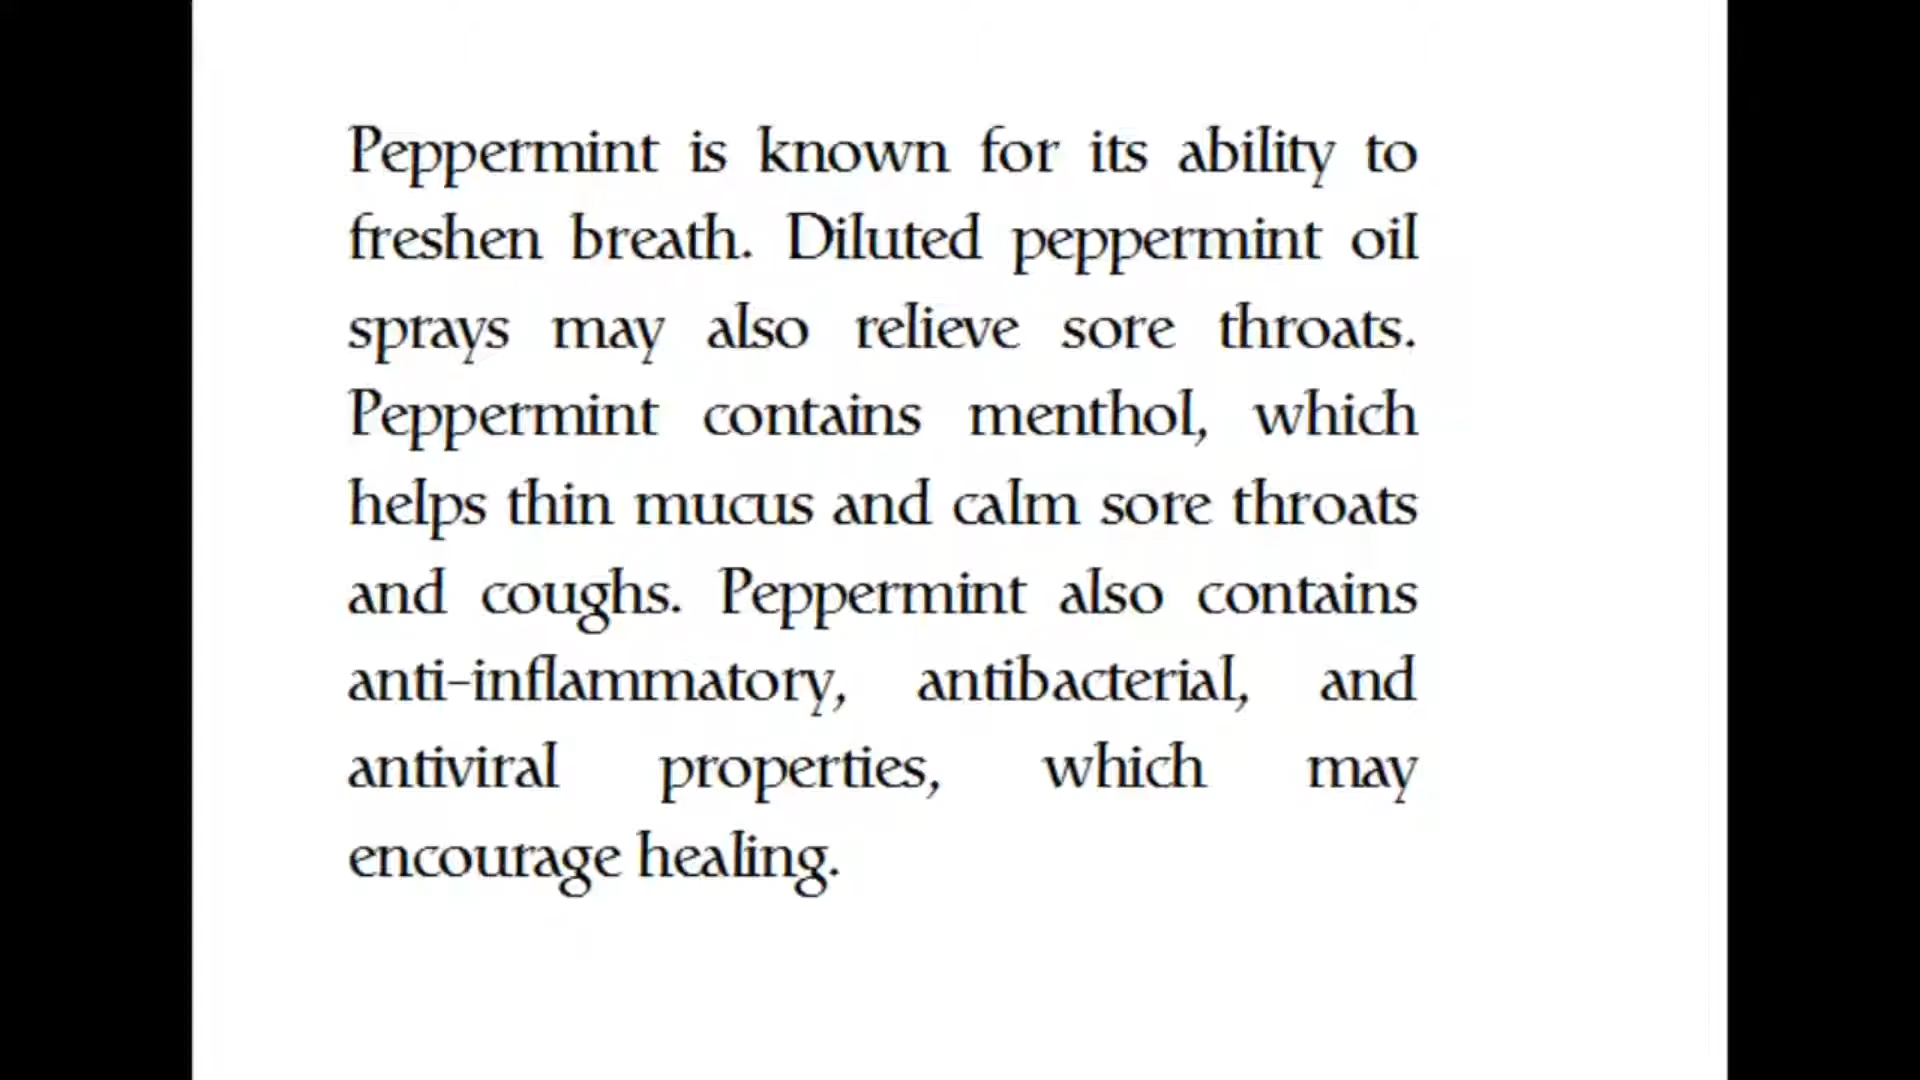 Peppermint is known for its ability to
freshen breath. Diluted peppermint oil
sprays may also relieve sore throats.
Peppermint contains menthol, which
helps thin mucus and calm sore throats
and coughs. Peppermint also contains
anti-inflammatory, antibacterial, and
antiviral properties, which may
encourage healing.